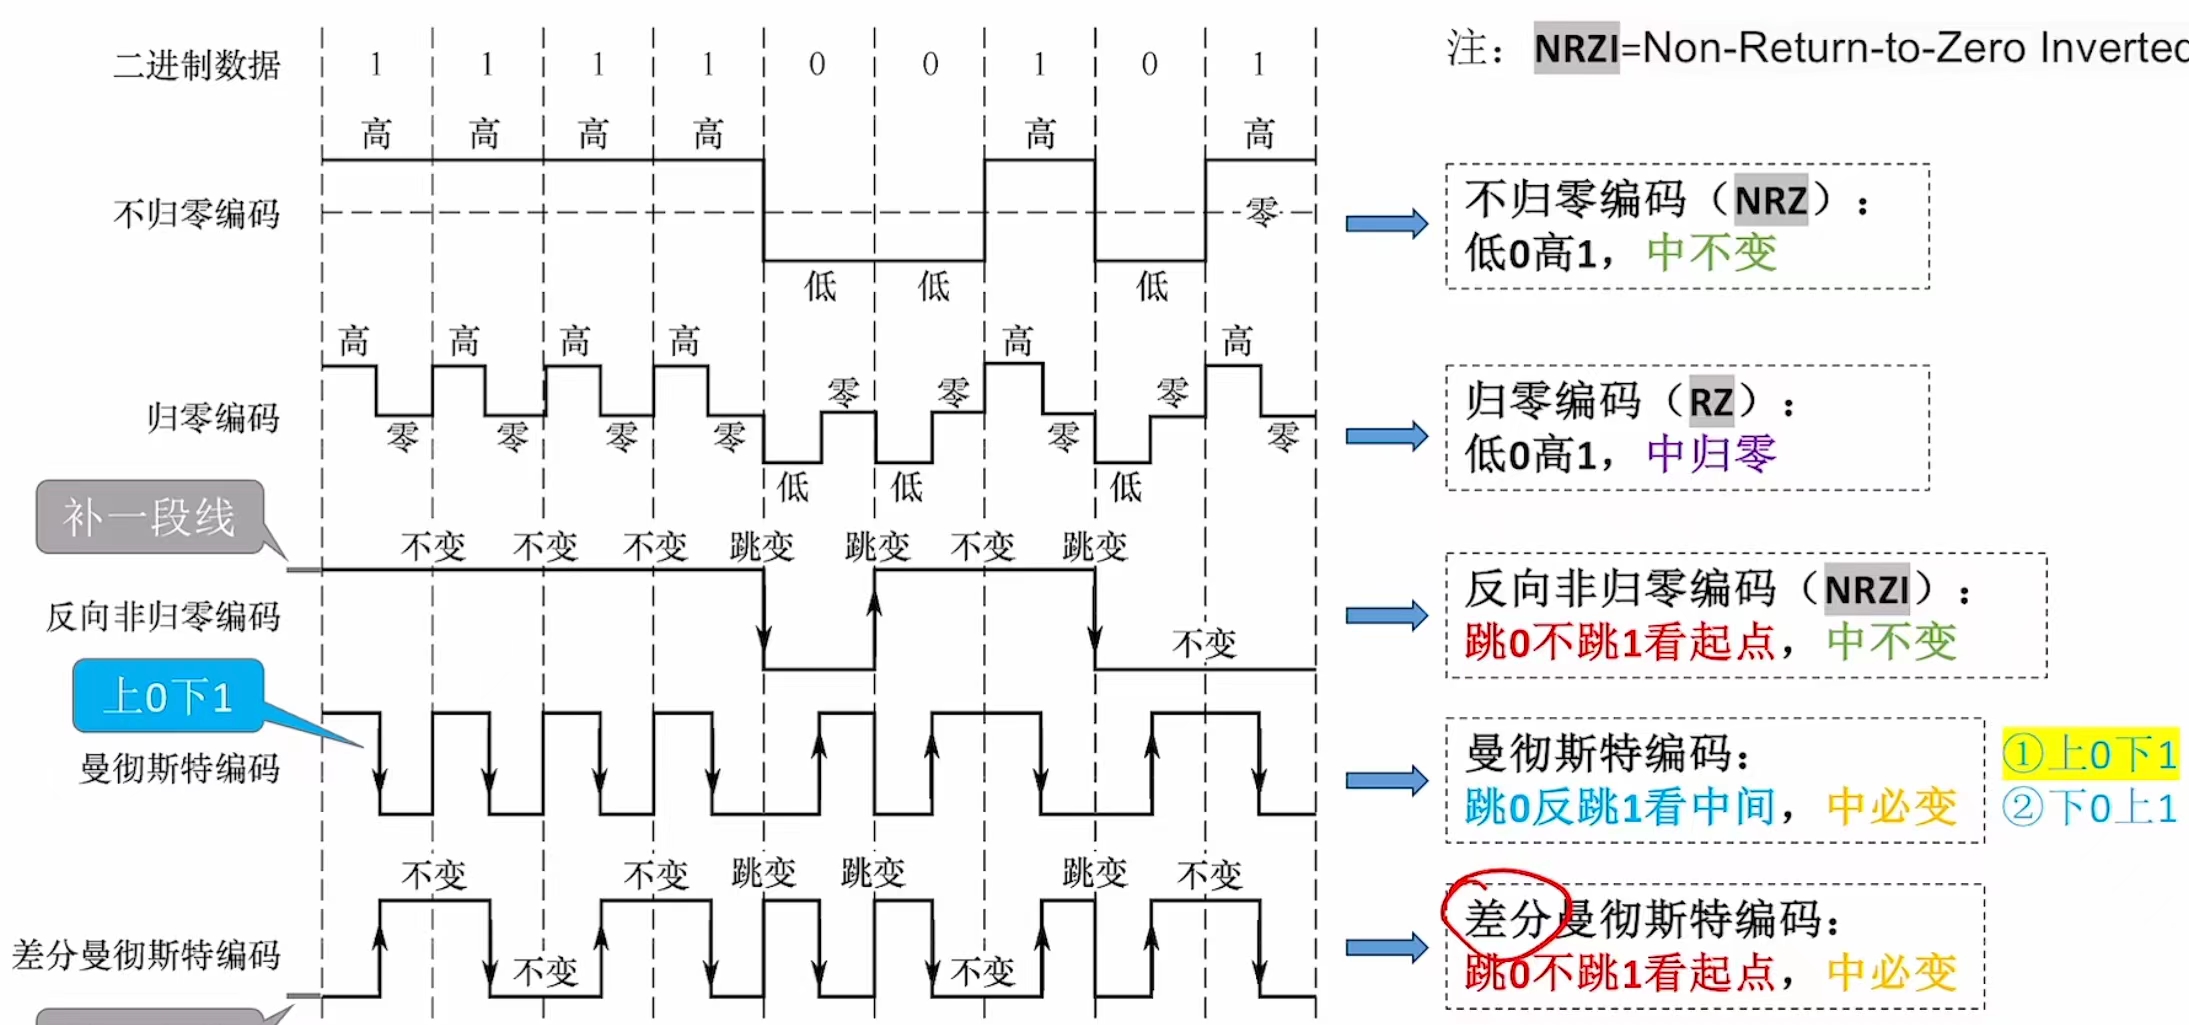 二进制数据 1 1 1 1 0 0 1 0 1
注：NRZI=Non-Return-to-Zero Inverted
高 高 高 高 高 高
不归零编码
零
低 低 低
不归零编码（NRZ）：
低0高1，中不变
高 高 高 高 高 高
零 零 零
归零编码
零 零 零 零 零 零
低 低 低
归零编码（RZ）：
低0高1，中归零
补一段线
不变 不变 不变 跳变 跳变 不变 跳变
反向非归零编码
不变
反向非归零编码（NRZI）：
跳0不跳1看起点，中不变
上0下1
曼彻斯特编码
曼彻斯特编码：
跳0反跳1看中间，中必变
①上0下1
②下0上1
不变 不变 跳变 跳变 跳变 不变
差分曼彻斯特编码
不变 不变
差分曼彻斯特编码：
跳0不跳1看起点，中必变